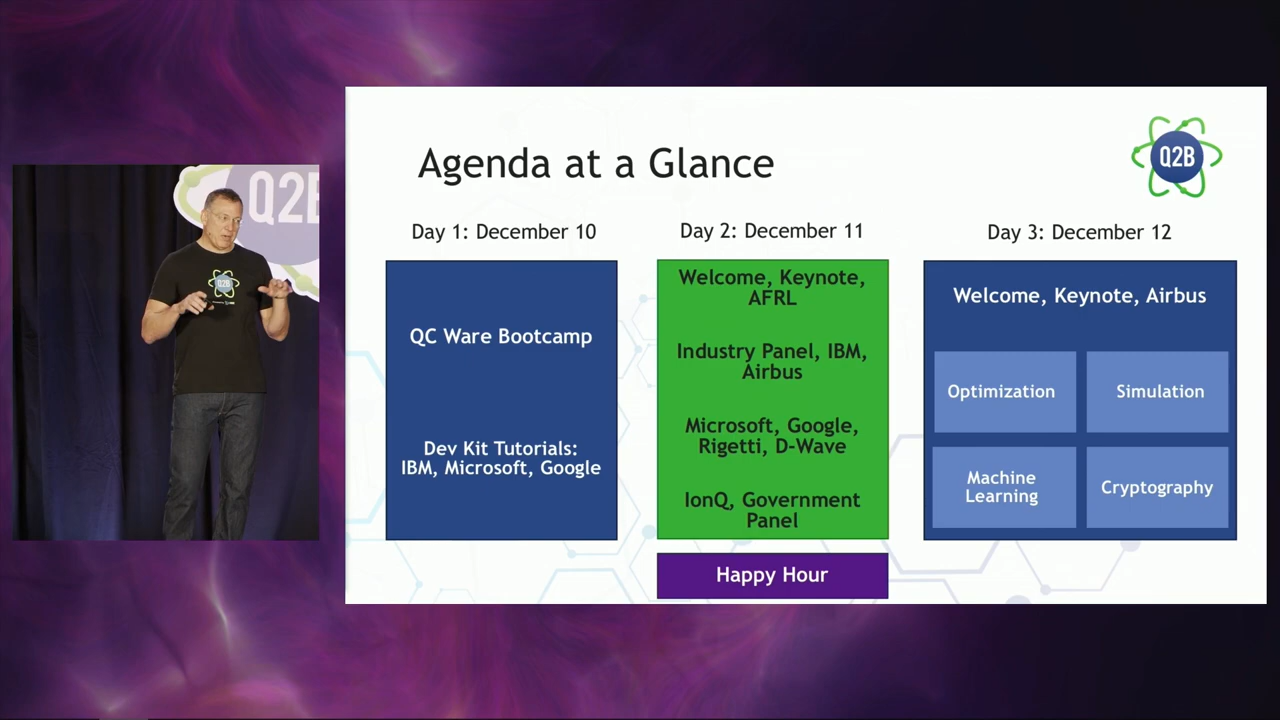 Q2B
Q2B
Agenda at a Glance
Q2B
Day 1: December 10
QC Ware Bootcamp
Dev Kit Tutorials:
IBM, Microsoft, Google
Day 2: December 11
Welcome, Keynote,
AFRL
Industry Panel, IBM,
Airbus
Microsoft, Google,
Rigetti, D-Wave
IonQ, Government
Panel
Happy Hour
Day 3: December 12
Welcome, Keynote, Airbus
Optimization
Simulation
Machine
Learning
Cryptography